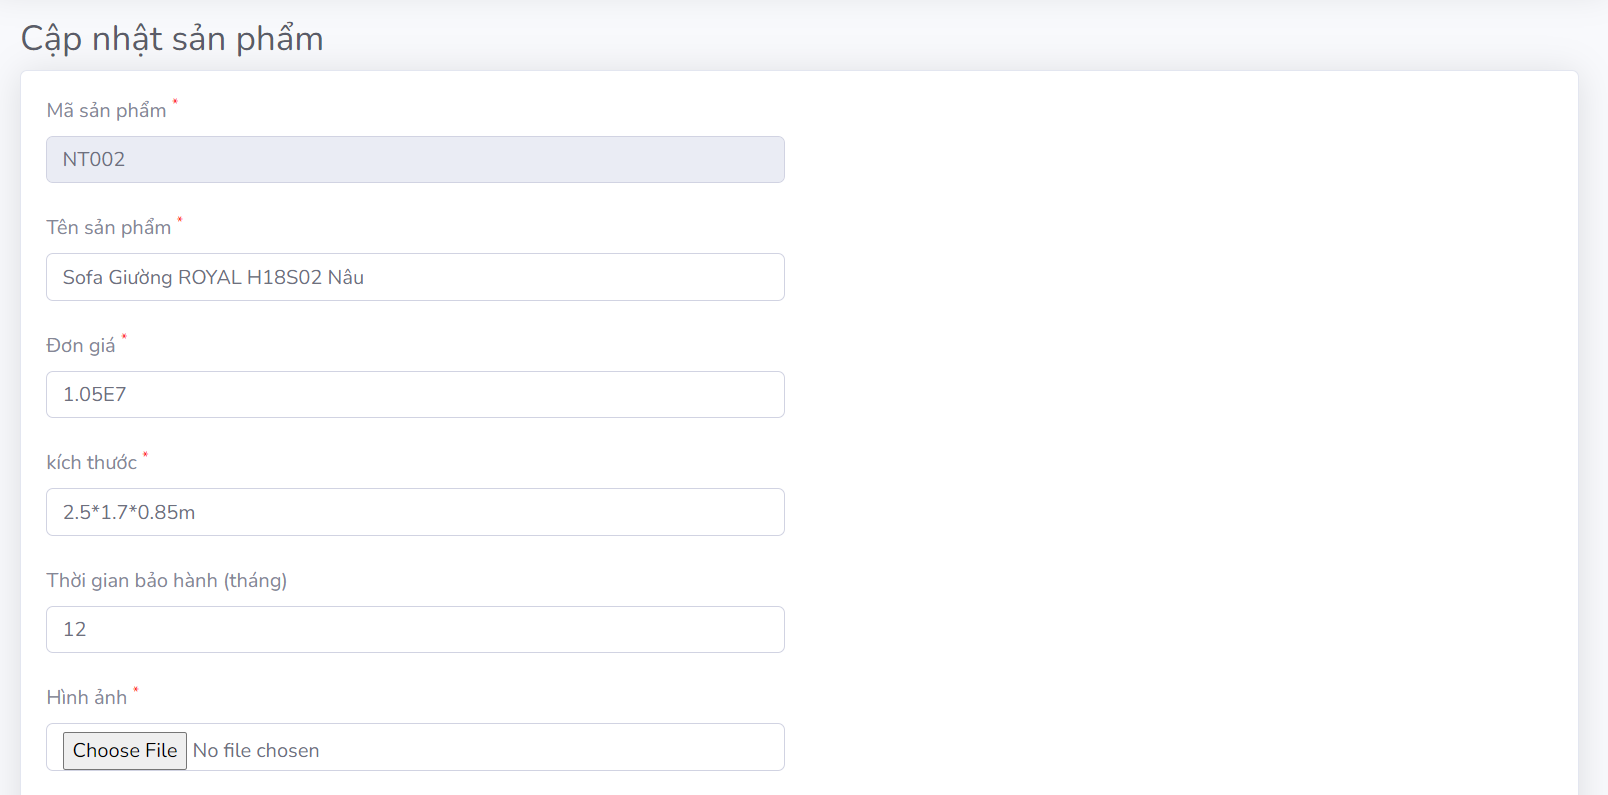 Cập nhật sản phẩm
Mã sản phẩm *
NT002
Tên sản phẩm *
Sofa Giường ROYAL H18S02 Nâu
Đơn giá *
1.05E7
kích thước *
2.5*1.7*0.85m
Thời gian bảo hành (tháng)
12
Hình ảnh *
Choose File No file chosen